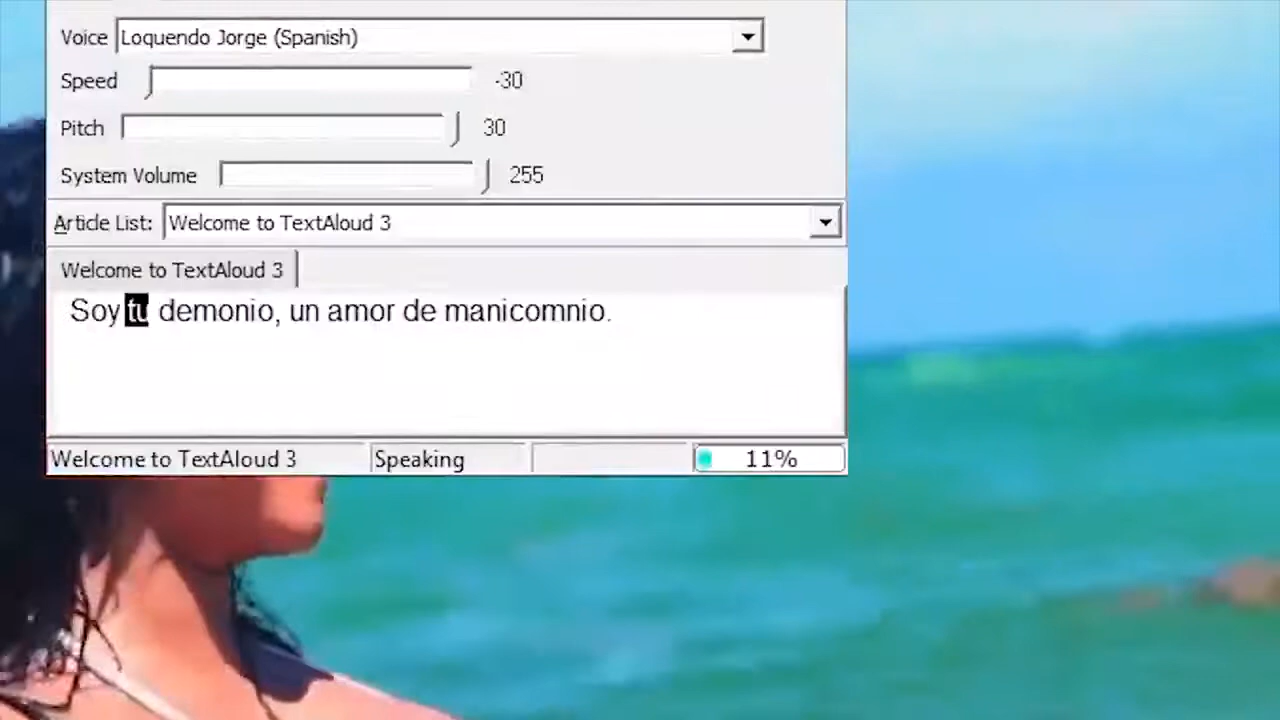 Voice Loquendo Jorge (Spanish)
Speed -30
Pitch 30
System Volume 255
Article List: Welcome to TextAloud 3
Welcome to TextAloud 3
Soy tu demonio, un amor de manicomnio.
Welcome to TextAloud 3 Speaking 11%